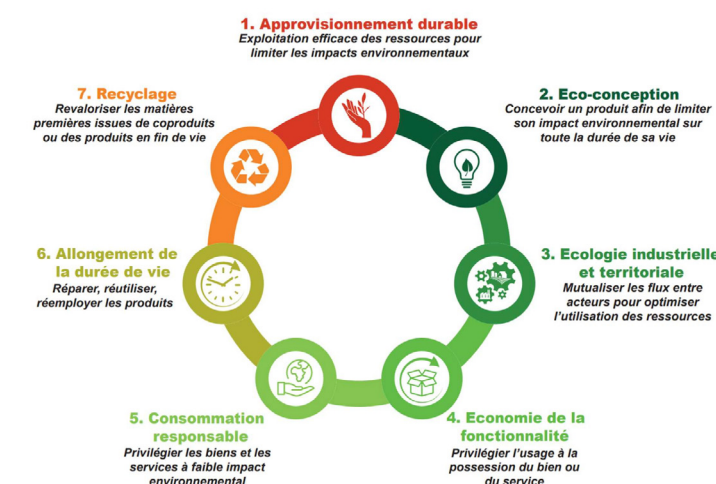 1. Approvisionnement durable
Exploitation efficace des ressources pour
limiter les impacts environnementaux
2. Eco-conception
Concevoir un produit afin de limiter
son impact environnemental sur
toute la durée de sa vie
3. Ecologie industrielle
et territoriale
Mutualiser les flux entre
acteurs pour optimiser
l'utilisation des ressources
4. Economie de la
fonctionnalité
Privilégier l'usage à la
possession du bien ou
du service
5. Consommation
responsable
Privilégier les biens et les
services à faible impact
environnemental
6. Allongement de
la durée de vie
Réparer, réutiliser,
réemployer les produits
7. Recyclage
Revaloriser les matières
premières issues de coproduits
ou des produits en fin de vie